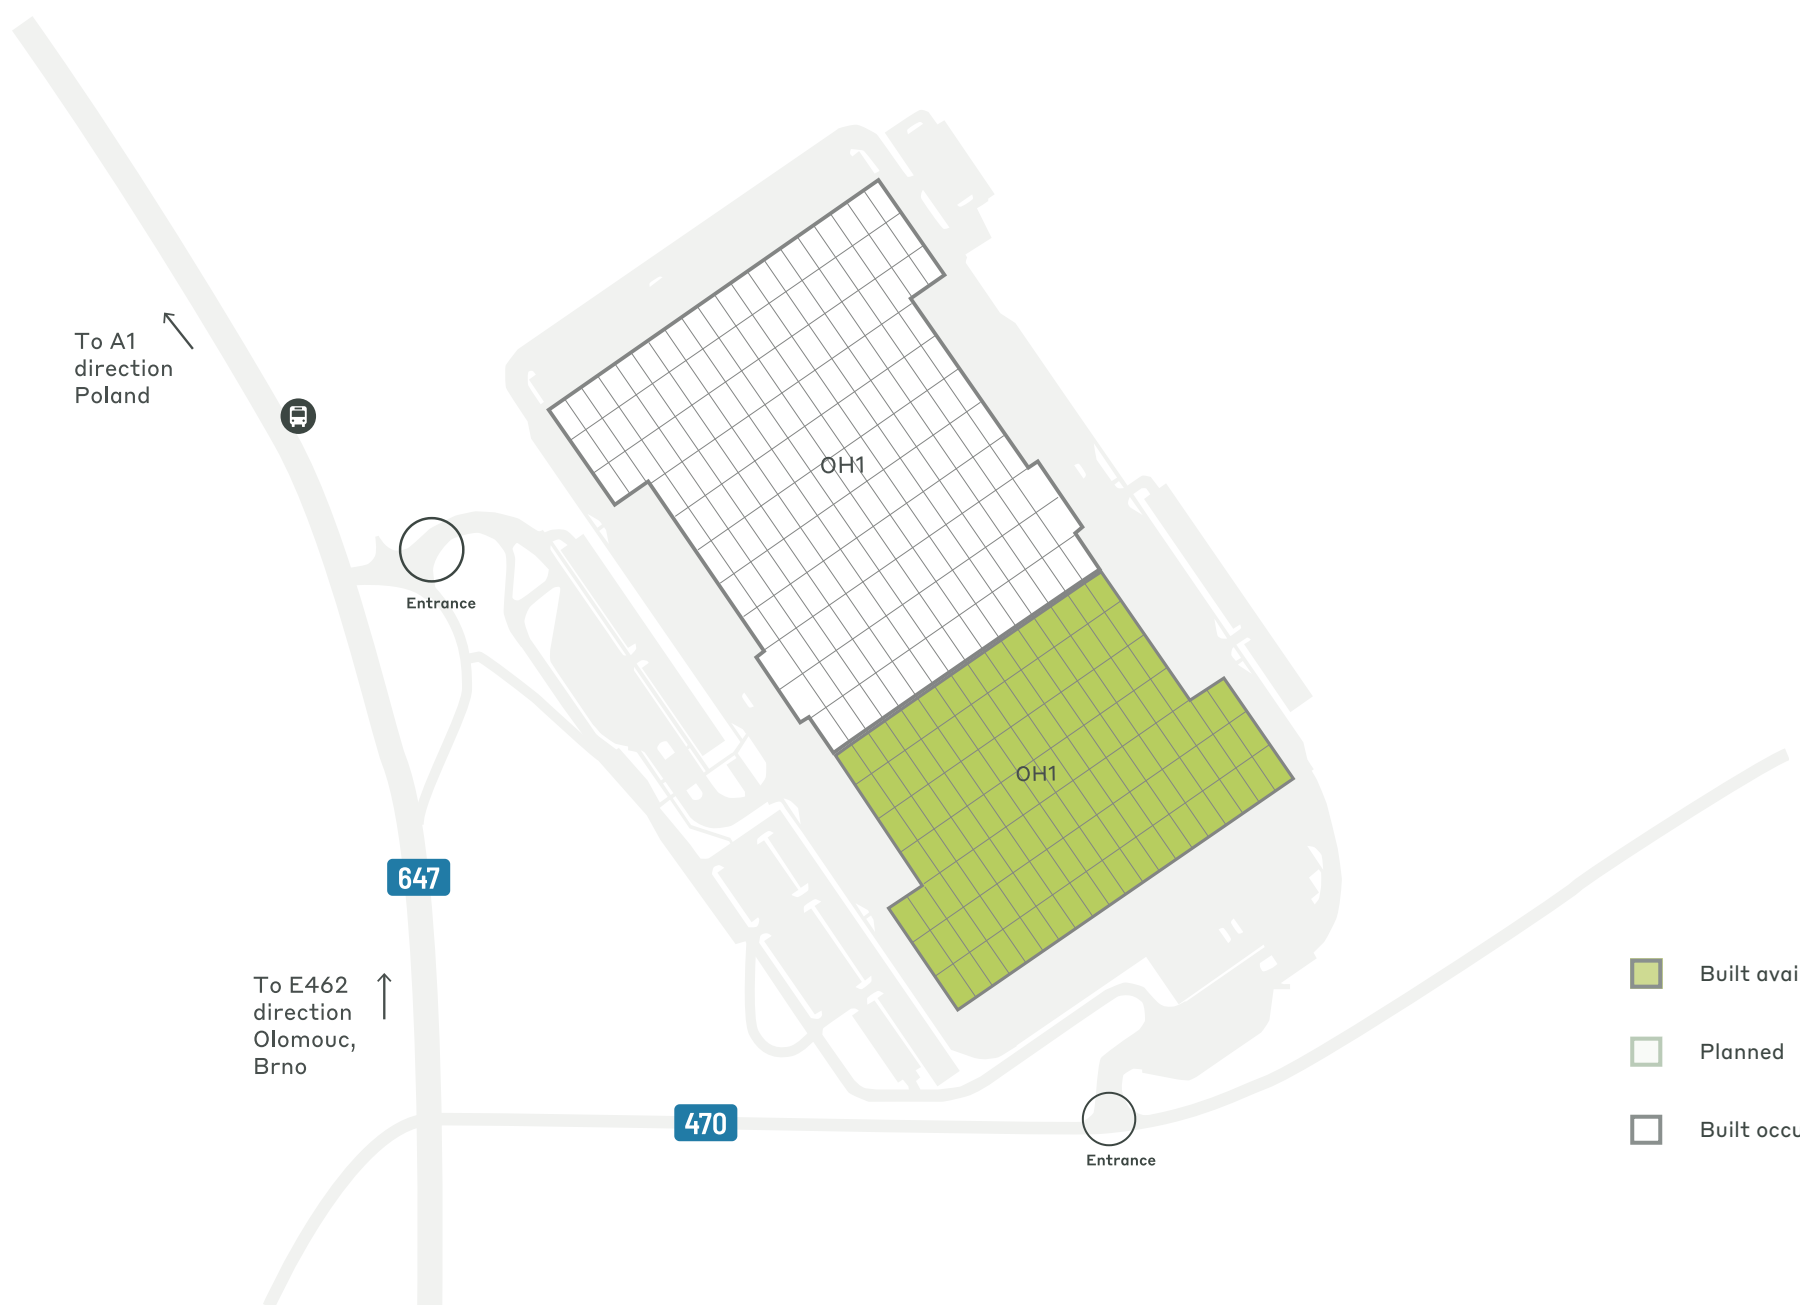 To A1
direction
Poland
OH1
Entrance
OH1
647
To E462
direction
Olomouc,
Brno
470
Entrance
Built avai
Planned
Built occu